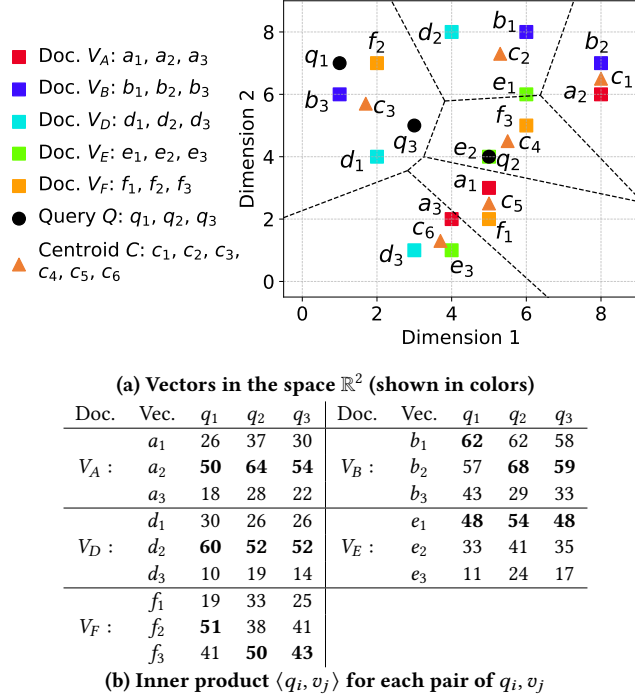 Doc. V_A: a_1, a_2, a_3
Doc. V_B: b_1, b_2, b_3
Doc. V_D: d_1, d_2, d_3
Doc. V_E: e_1, e_2, e_3
Doc. V_F: f_1, f_2, f_3
Query Q: q_1, q_2, q_3
Centroid C: c_1, c_2, c_3,
c_4, c_5, c_6
Dimension 2
8
6
4
2
0
q_1
f_2
d_2
b_1
c_2
b_2
c_1
a_2
b_3
c_3
e_1
q_3
f_3
c_4
d_1
e_2
q_2
a_1
c_5
a_3
f_1
c_6
d_3
e_3
0 2 4 6 8
Dimension 1
(a) Vectors in the space ℝ² (shown in colors)
Doc. Vec. q_1 q_2 q_3 Doc. Vec. q_1 q_2 q_3
a_1 26 37 30 b_1 62 62 58
V_A : a_2 50 64 54 V_B : b_2 57 68 59
a_3 18 28 22 b_3 43 29 33
d_1 30 26 26 e_1 48 54 48
V_D : d_2 60 52 52 V_E : e_2 33 41 35
d_3 10 19 14 e_3 11 24 17
f_1 19 33 25
V_F : f_2 51 38 41
f_3 41 50 43
(b) Inner product ⟨q_i, v_j⟩ for each pair of q_i, v_j